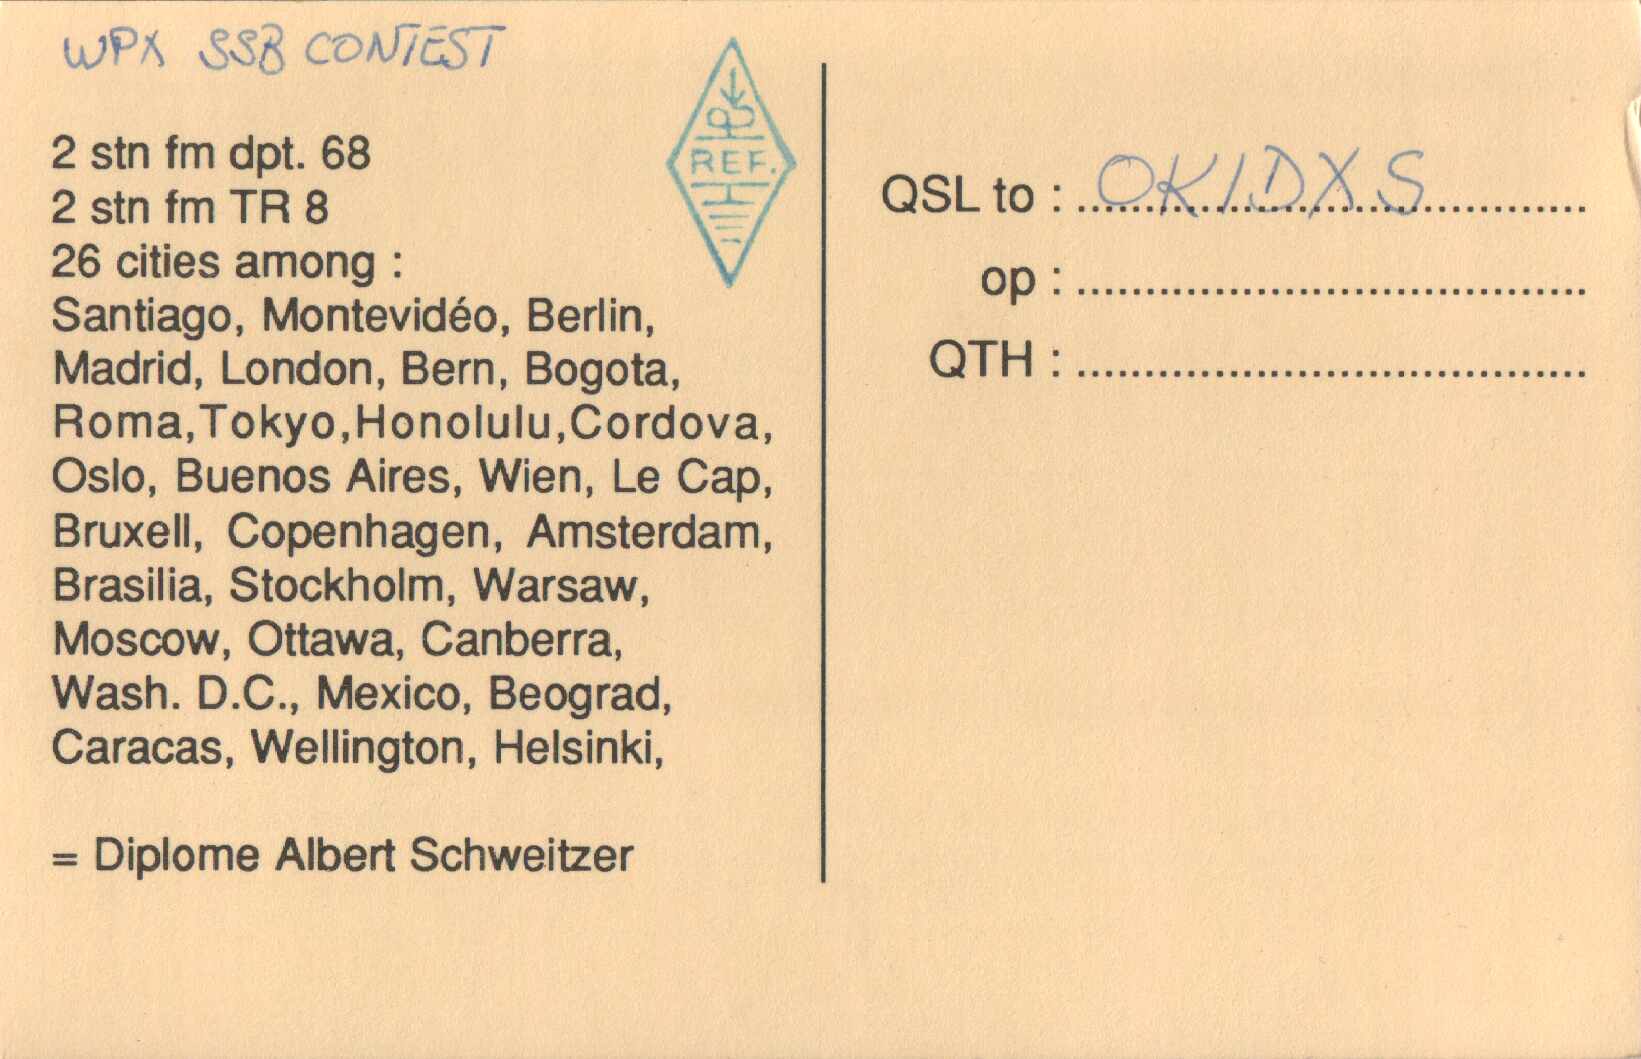 WPX SSB CONTEST
REF.
2 stn fm dpt. 68
2 stn fm TR 8
26 cities among :
Santiago, Montevidéo, Berlin,
Madrid, London, Bern, Bogota,
Roma,Tokyo,Honolulu,Cordova,
Oslo, Buenos Aires, Wien, Le Cap,
Bruxell, Copenhagen, Amsterdam,
Brasilia, Stockholm, Warsaw,
Moscow, Ottawa, Canberra,
Wash. D.C., Mexico, Beograd,
Caracas, Wellington, Helsinki,
= Diplome Albert Schweitzer
QSL to : OK1DXS
op :
QTH :